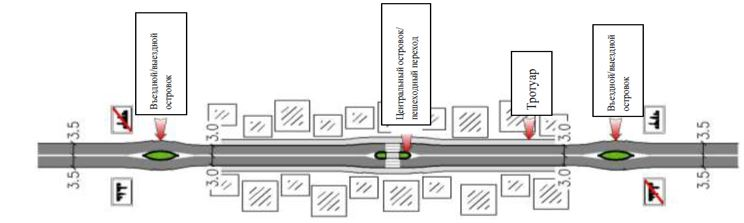 Въездной/выездной
островок
Центральный островок/
пешеходный переход
Тротуар
Въездной/выездной
островок
3.5
3.0
3.0
3.5
3.5
3.0
3.0
3.5